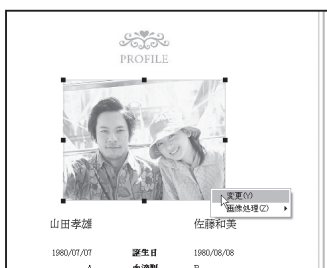 PROFILE
変更(Y)
画像処理(Z)
山田孝雄 佐藤和美
1980/07/07 誕生日 1980/08/08
A 血液型 B